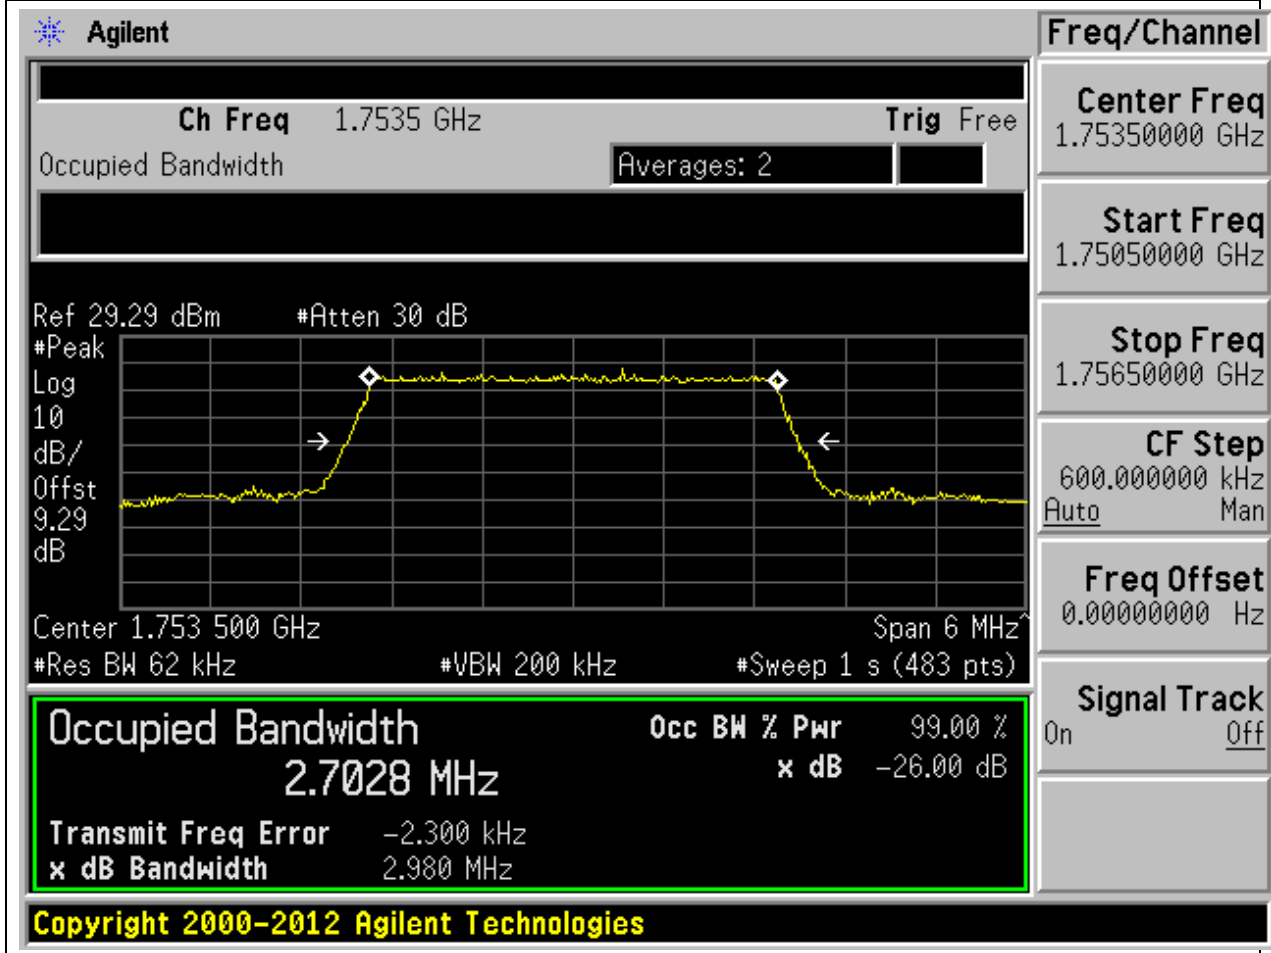 Agilent
Freq/Channel
Ch Freq 1.7535 GHz Trig Free
Occupied Bandwidth Averages: 2
Ref 29.29 dBm #Atten 30 dB
#Peak
Log
10
dB/
Offst
9.29
dB
Center 1.753 500 GHz Span 6 MHz^
#Res BW 62 kHz #VBW 200 kHz #Sweep 1 s (483 pts)
Occupied Bandwidth Occ BW % Pwr 99.00 %
2.7028 MHz x dB -26.00 dB
Transmit Freq Error -2.300 kHz
x dB Bandwidth 2.980 MHz
Copyright 2000-2012 Agilent Technologies
Center Freq
1.75350000 GHz
Start Freq
1.75050000 GHz
Stop Freq
1.75650000 GHz
CF Step
600.000000 kHz
Auto Man
Freq Offset
0.00000000 Hz
Signal Track
On Off